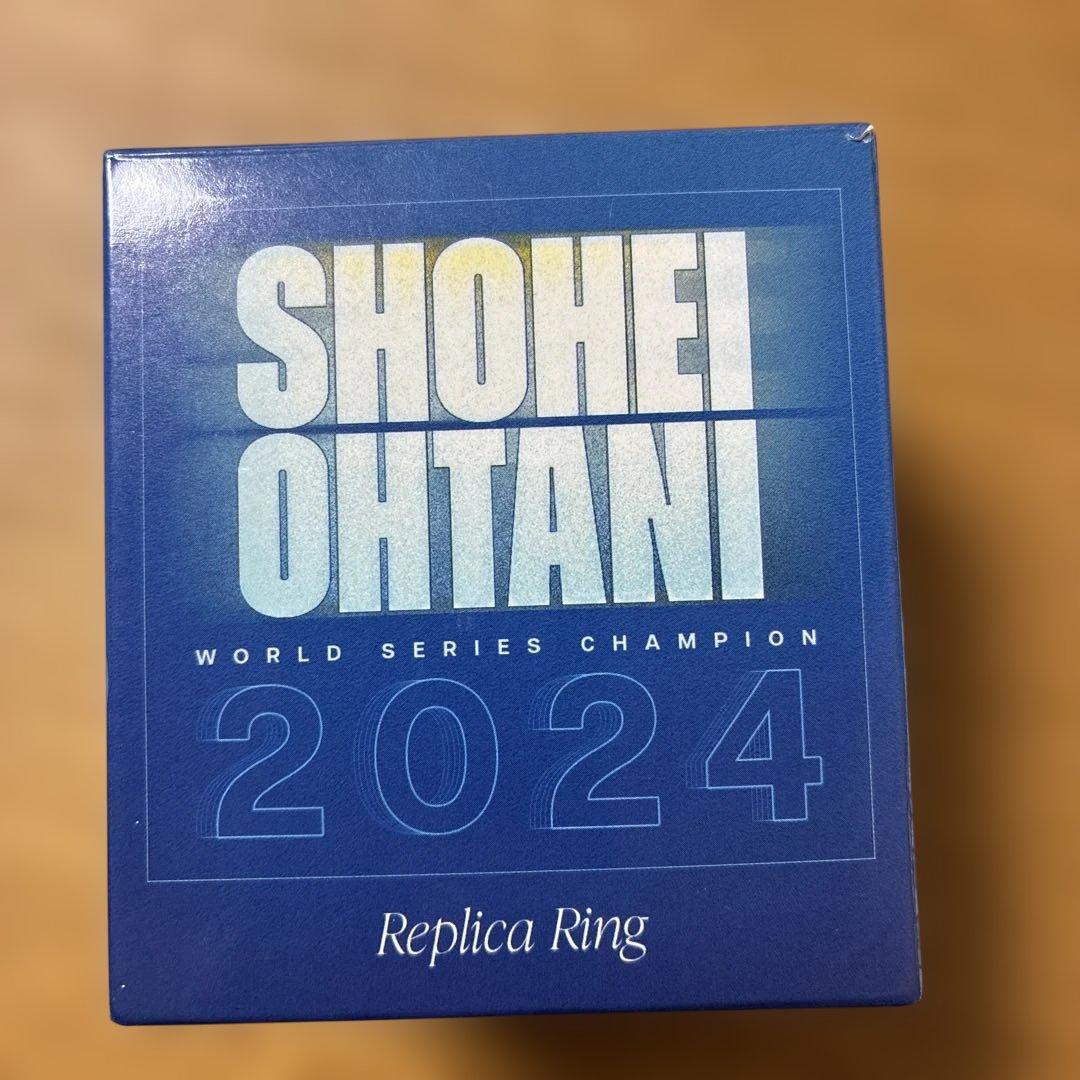 SHOHEI
OHTANI
WORLD SERIES CHAMPION
2024
Replica Ring